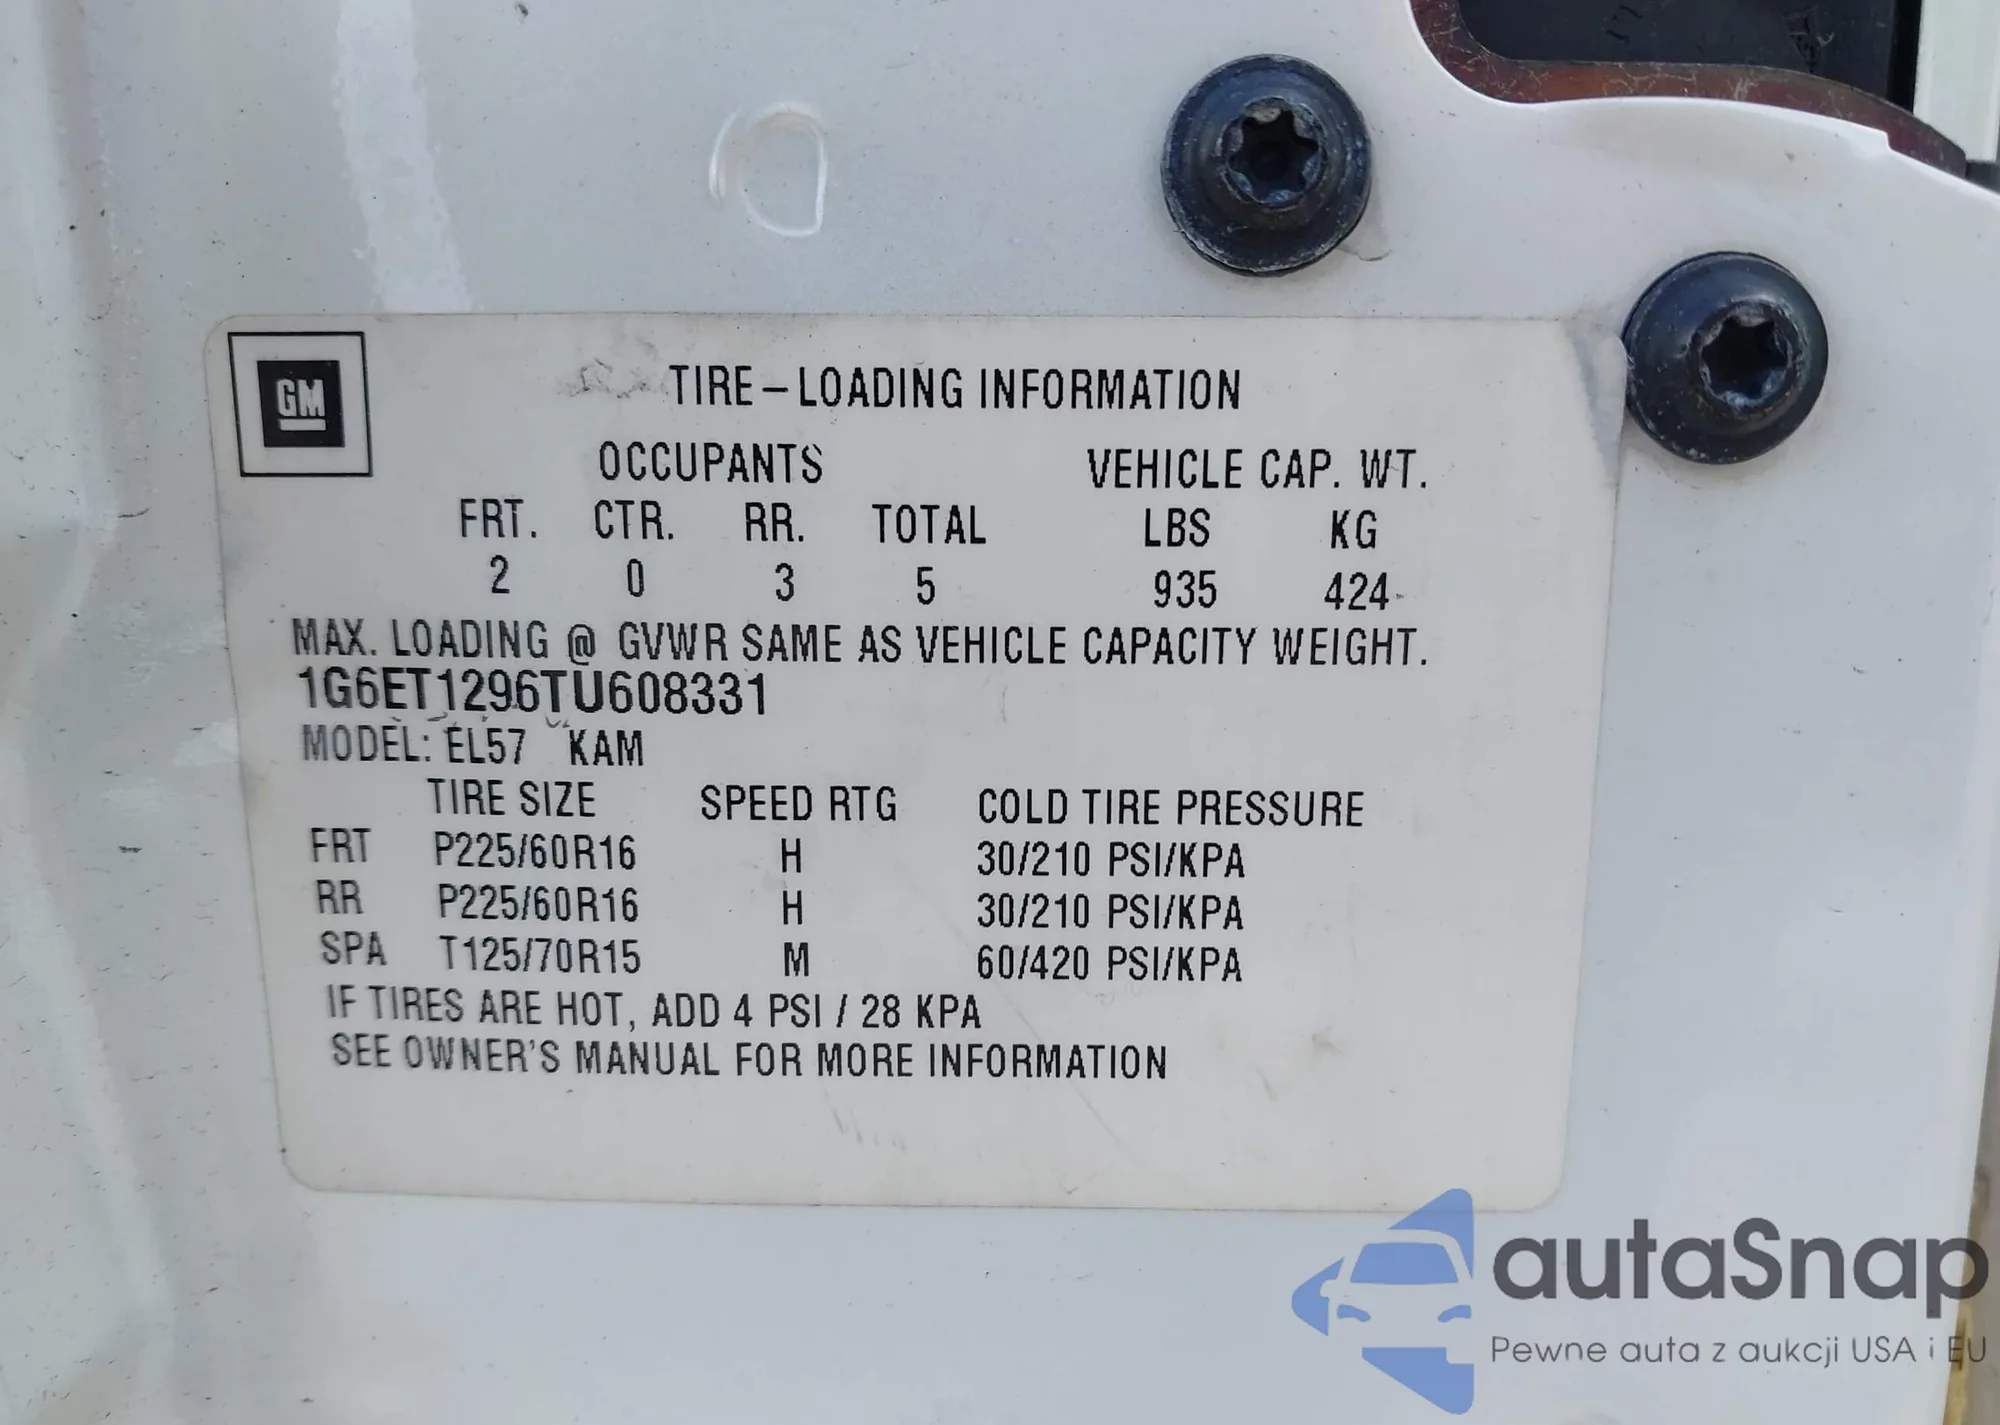 GM
TIRE – LOADING INFORMATION
OCCUPANTS VEHICLE CAP. WT.
FRT. CTR. RR. TOTAL LBS KG
2 0 3 5 935 424
MAX. LOADING @ GVWR SAME AS VEHICLE CAPACITY WEIGHT.
1G6ET1296TU608331
MODEL: EL57 KAM
TIRE SIZE SPEED RTG COLD TIRE PRESSURE
FRT P225/60R16 H 30/210 PSI/KPA
RR P225/60R16 H 30/210 PSI/KPA
SPA T125/70R15 M 60/420 PSI/KPA
IF TIRES ARE HOT, ADD 4 PSI / 28 KPA
SEE OWNER'S MANUAL FOR MORE INFORMATION
autaSnap
Pewne auta z aukcji USA i EU